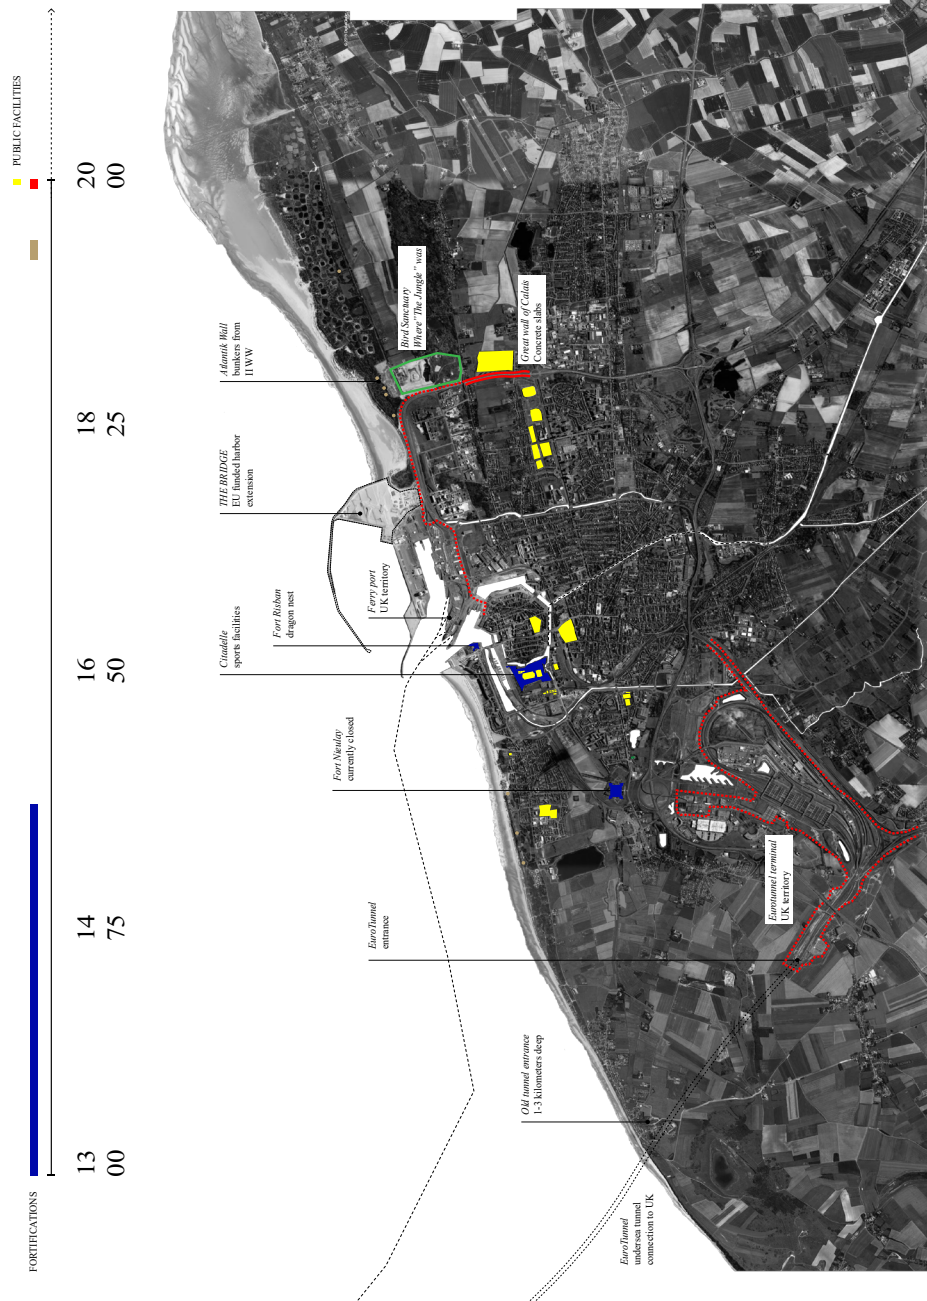 FORTIFICATIONS
PUBLIC FACILITIES
13
00
14
75
16
50
18
25
20
00
EuroTunnel
undersea tunnel
connection to UK
Old tunnel entrance
1-3 kilometers deep
EuroTunnel
entrance
Eurotunnel terminal
UK territory
Fort Nieulay
currently closed
Citadelle
sports facilities
Fort Risban
dragon nest
Ferry port
UK territory
THE BRIDGE
EU funded harbor
extension
Atlantik Wall
bunkers from
II WW
Bird Sanctuary
Where "The Jungle" was
Great wall of Calais
Concrete slabs